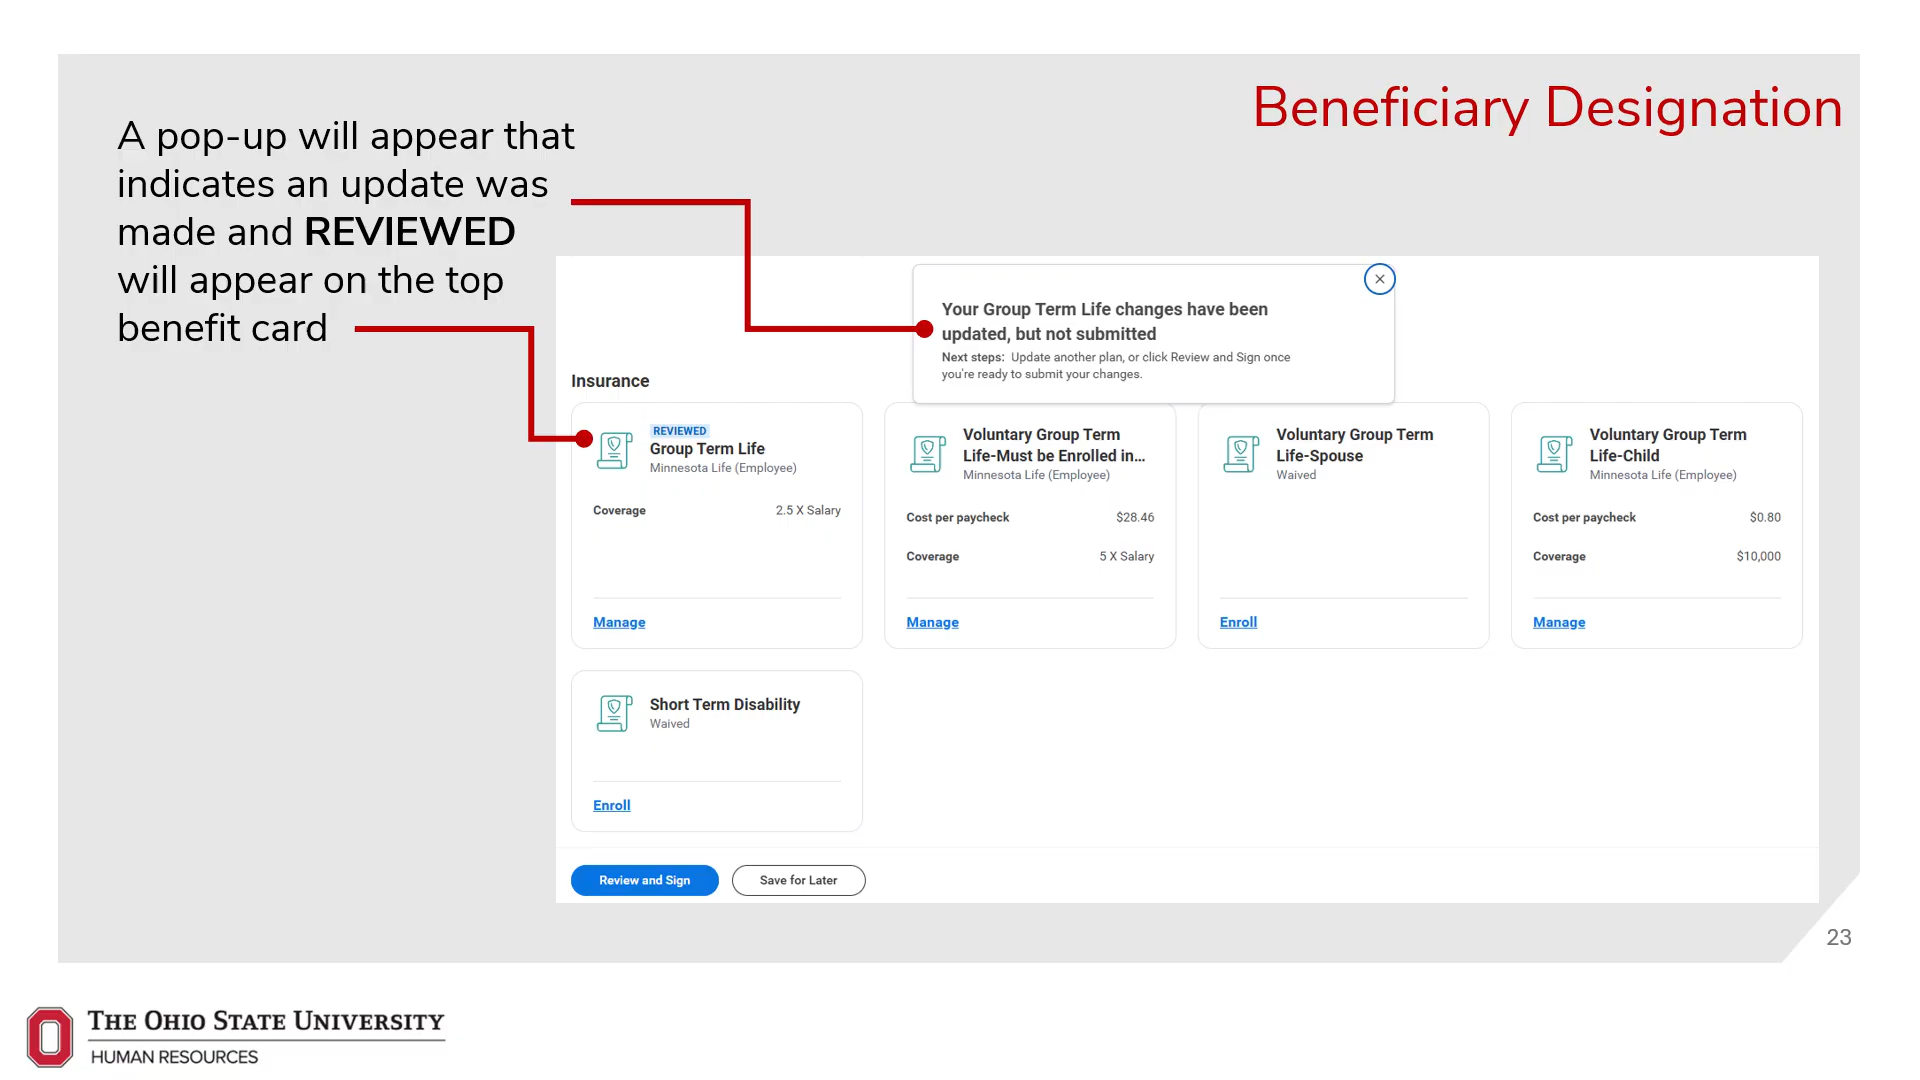 Beneficiary Designation
A pop-up will appear that
indicates an update was
made and REVIEWED
will appear on the top
benefit card
Your Group Term Life changes have been
updated, but not submitted
Next steps: Update another plan, or click Review and Sign once
you're ready to submit your changes.
Insurance
REVIEWED
Group Term Life
Minnesota Life (Employee)
Coverage 2.5 X Salary
Manage
Voluntary Group Term
Life-Must be Enrolled in...
Minnesota Life (Employee)
Cost per paycheck $28.46
Coverage 5 X Salary
Manage
Voluntary Group Term
Life-Spouse
Waived
Enroll
Voluntary Group Term
Life-Child
Minnesota Life (Employee)
Cost per paycheck $0.80
Coverage $10,000
Manage
Short Term Disability
Waived
Enroll
Review and Sign
Save for Later
23
THE OHIO STATE UNIVERSITY
HUMAN RESOURCES